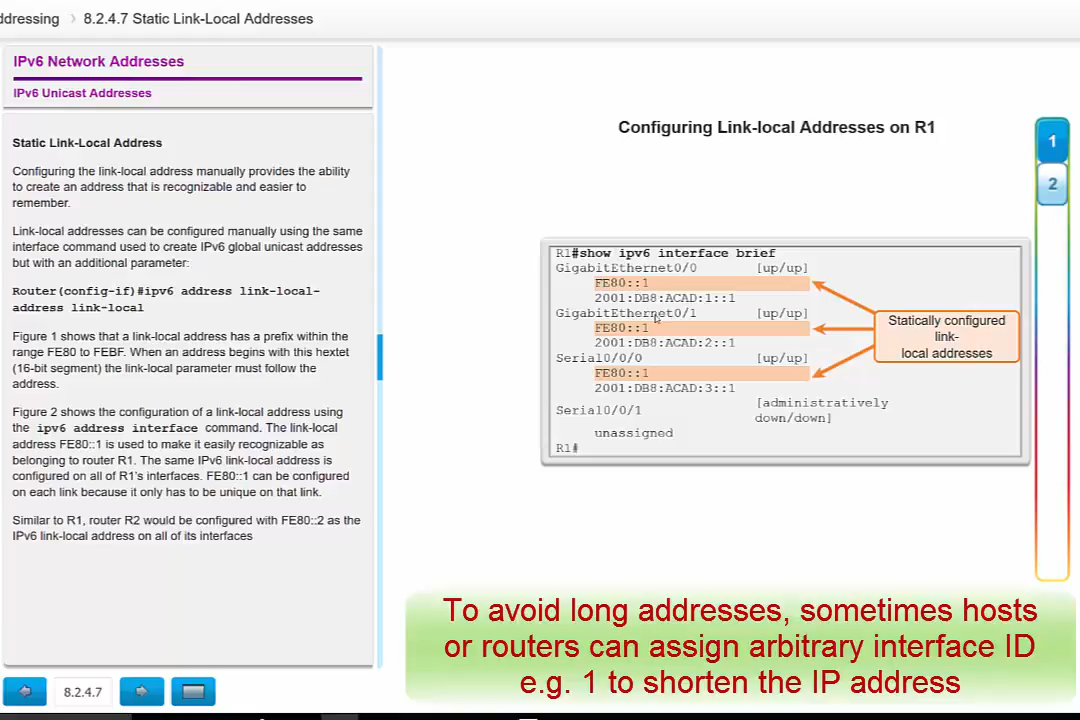 ddressing > 8.2.4.7 Static Link-Local Addresses
IPv6 Network Addresses
IPv6 Unicast Addresses
Static Link-Local Address
Configuring the link-local address manually provides the ability
to create an address that is recognizable and easier to
remember.
Link-local addresses can be configured manually using the same
interface command used to create IPv6 global unicast addresses
but with an additional parameter:
Router(config-if)#ipv6 address link-local-
address link-local
Figure 1 shows that a link-local address has a prefix within the
range FE80 to FEBF. When an address begins with this hextet
(16-bit segment) the link-local parameter must follow the
address.
Figure 2 shows the configuration of a link-local address using
the ipv6 address interface command. The link-local
address FE80::1 is used to make it easily recognizable as
belonging to router R1. The same IPv6 link-local address is
configured on all of R1's interfaces. FE80::1 can be configured
on each link because it only has to be unique on that link.
Similar to R1, router R2 would be configured with FE80::2 as the
IPv6 link-local address on all of its interfaces
8.2.4.7
Configuring Link-local Addresses on R1
R1#show ipv6 interface brief
GigabitEthernet0/0 [up/up]
FE80::1
2001:DB8:ACAD:1::1
GigabitEthernet0/1 [up/up]
FE80::1
2001:DB8:ACAD:2::1
Serial0/0/0 [up/up]
FE80::1
2001:DB8:ACAD:3::1
Serial0/0/1 [administratively
down/down]
unassigned
R1#
Statically configured
link-
local addresses
1
2
To avoid long addresses, sometimes hosts
or routers can assign arbitrary interface ID
e.g. 1 to shorten the IP address